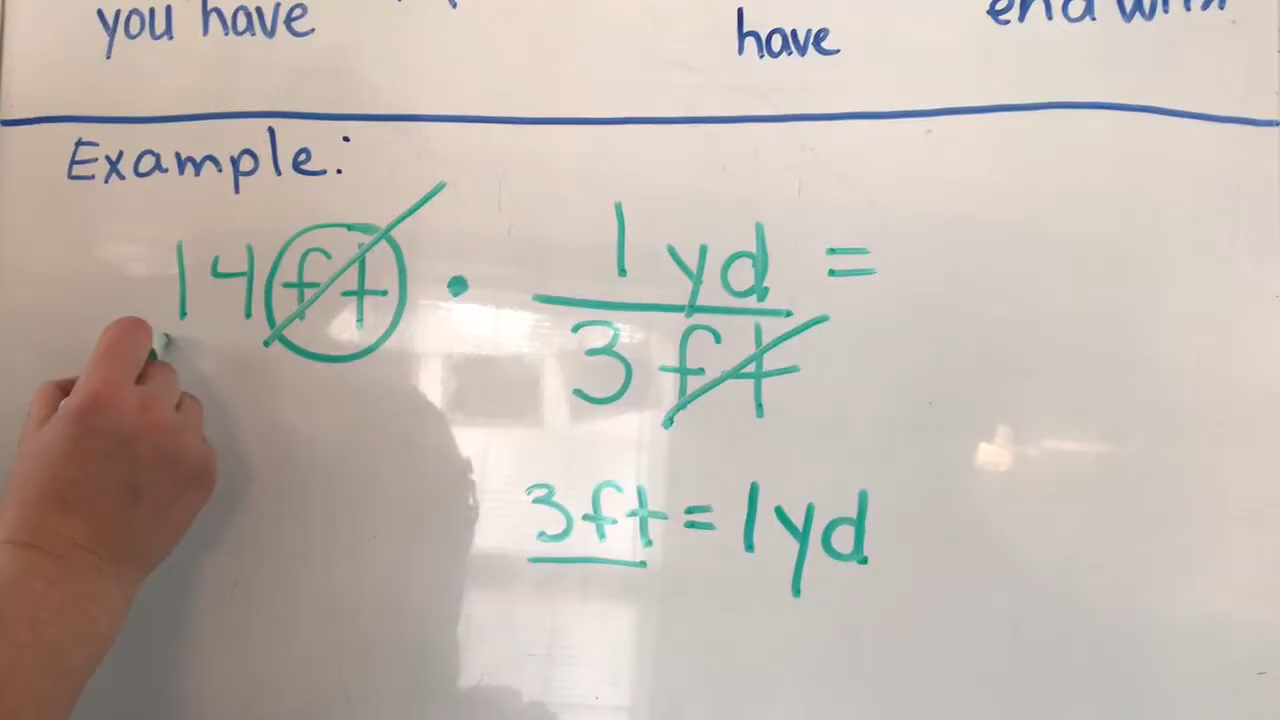 you have
have
end with
Example:
14 ft · 1 yd =
3 ft
3ft = 1yd